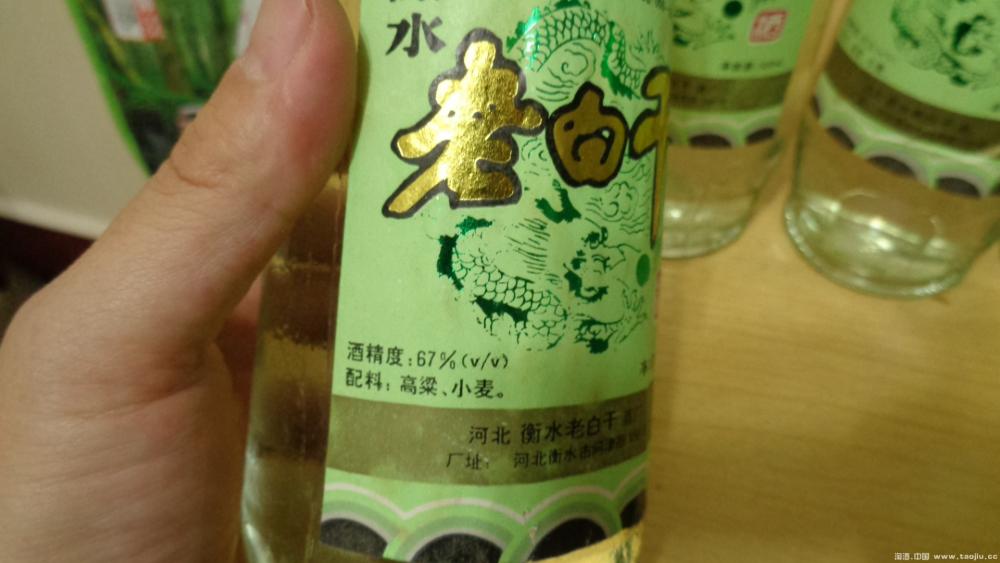 水
老白干
酒精度:67%(v/v)
配料:高粱、小麦。
河北 衡水老白干
厂址: 河北衡水市
淘酒.中国 www.taojiu.cc